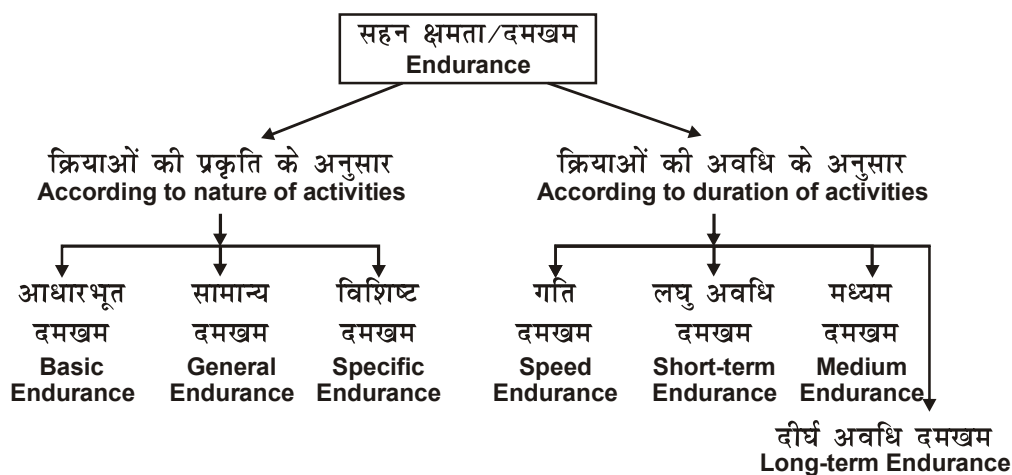 सहन क्षमता/दमखम
Endurance
क्रियाओं की प्रकृति के अनुसार
According to nature of activities
क्रियाओं की अवधि के अनुसार
According to duration of activities
आधारभूत
दमखम
Basic
Endurance
सामान्य
दमखम
General
Endurance
विशिष्ट
दमखम
Specific
Endurance
गति
दमखम
Speed
Endurance
लघु अवधि
दमखम
Short-term
Endurance
मध्यम
दमखम
Medium
Endurance
दीर्घ अवधि दमखम
Long-term Endurance